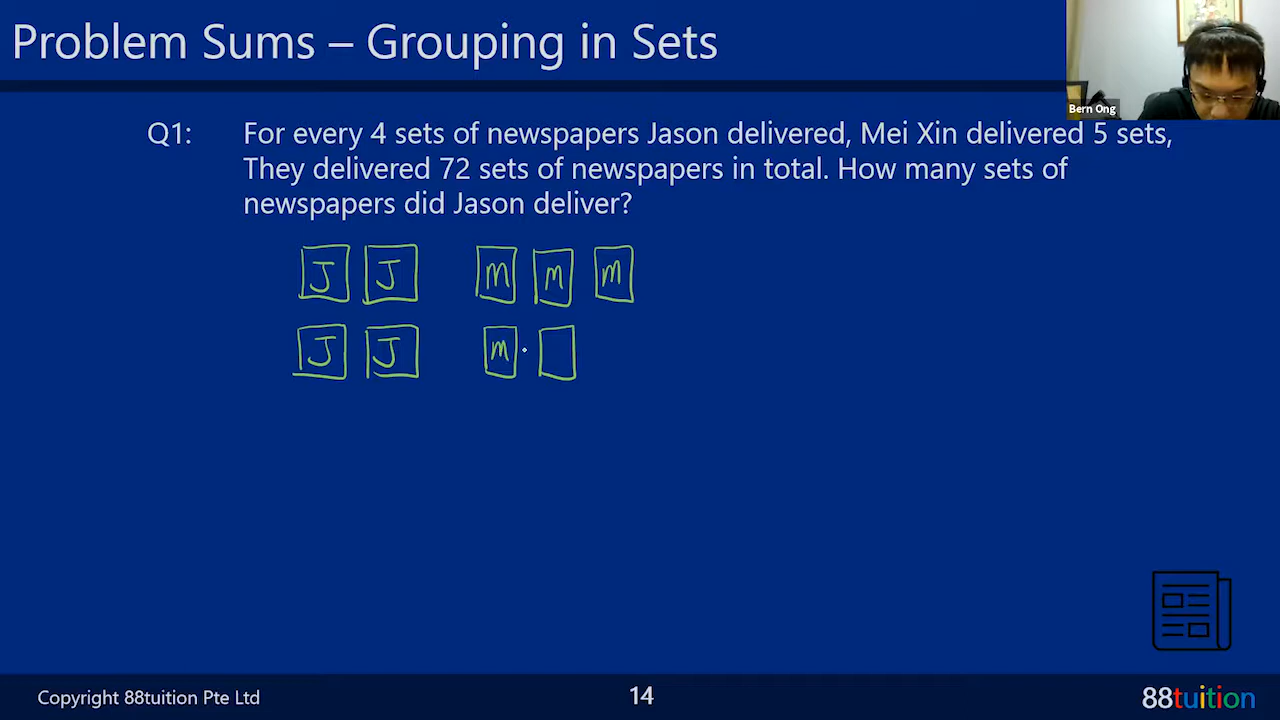 Problem Sums – Grouping in Sets
Bern Ong
Q1: For every 4 sets of newspapers Jason delivered, Mei Xin delivered 5 sets,
They delivered 72 sets of newspapers in total. How many sets of
newspapers did Jason deliver?
J J m m m
J J m
Copyright 88tuition Pte Ltd 14 88tuition